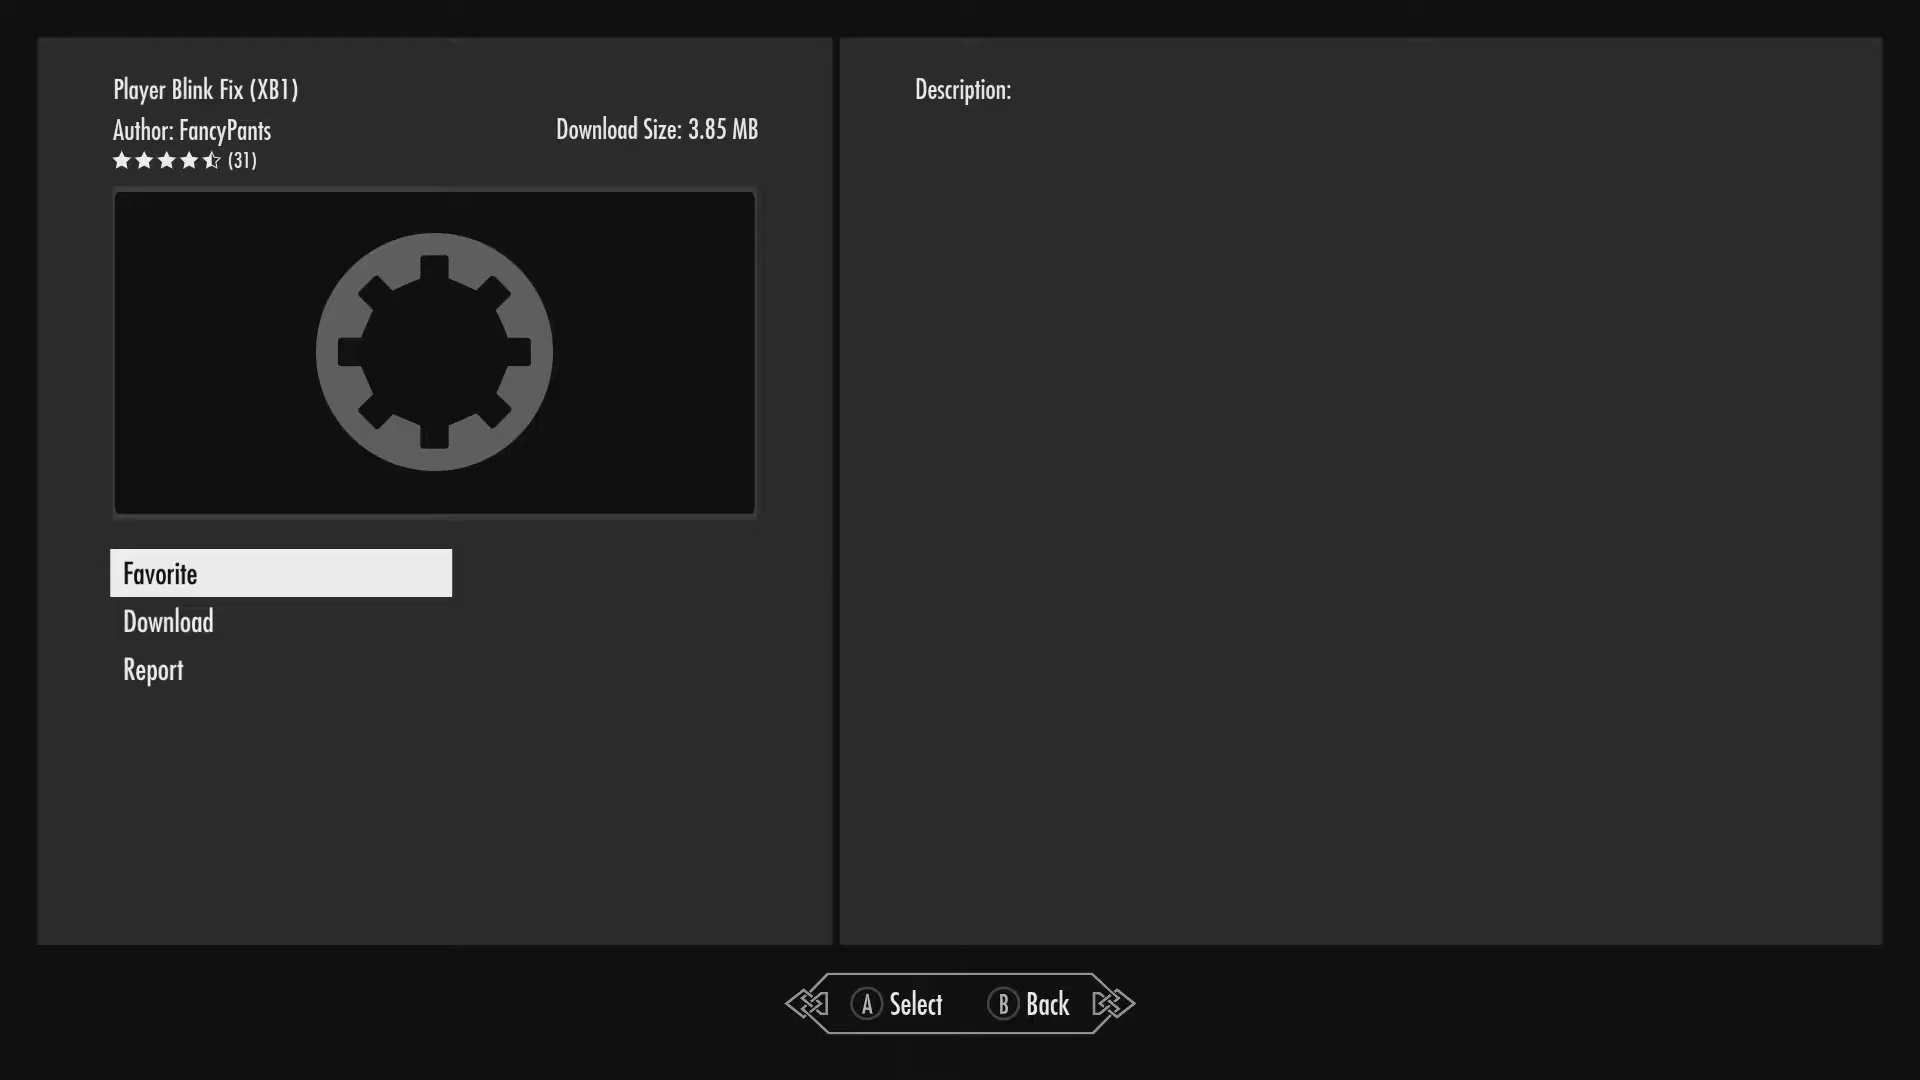 Player Blink Fix (XB1)
Author: FancyPants
Download Size: 3.85 MB
(31)
Favorite
Download
Report
Description:
A Select
B Back